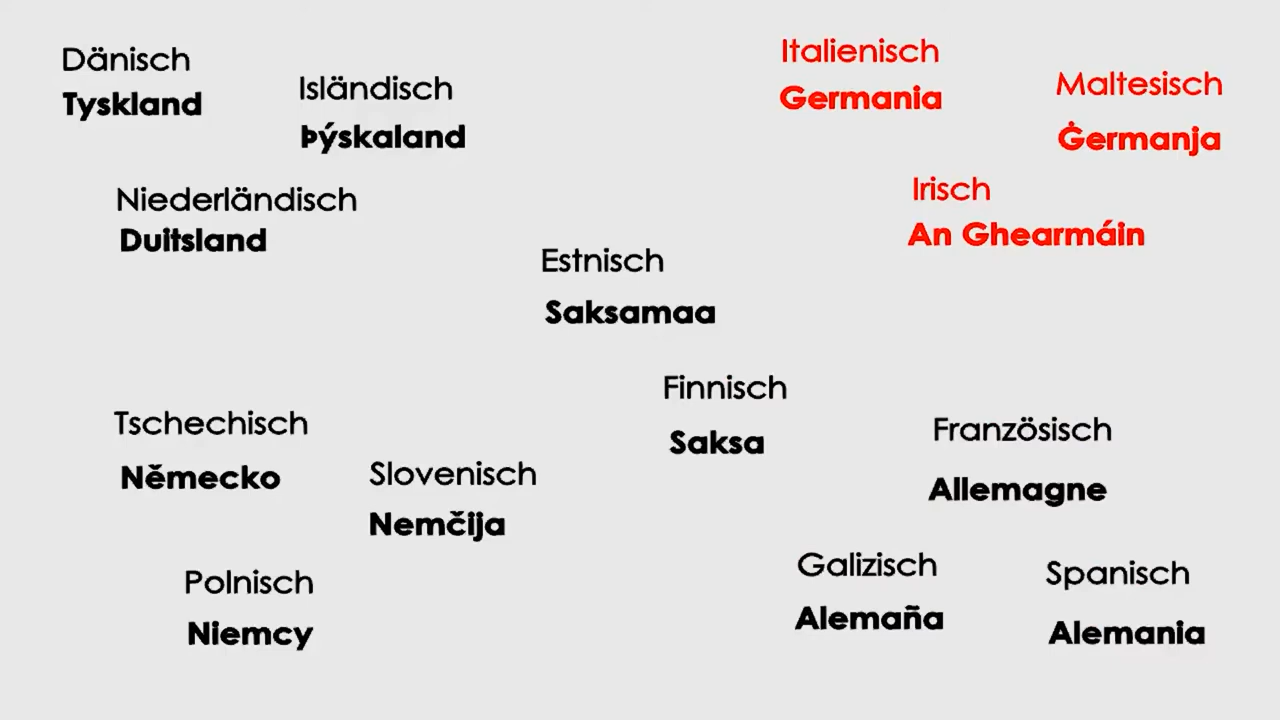 Dänisch
Tyskland
Isländisch
Þýskaland
Niederländisch
Duitsland
Italienisch
Germania
Maltesisch
Ġermanja
Irisch
An Ghearmáin
Estnisch
Saksamaa
Finnisch
Saksa
Tschechisch
Německo
Slovenisch
Nemčija
Polnisch
Niemcy
Französisch
Allemagne
Galizisch
Alemaña
Spanisch
Alemania